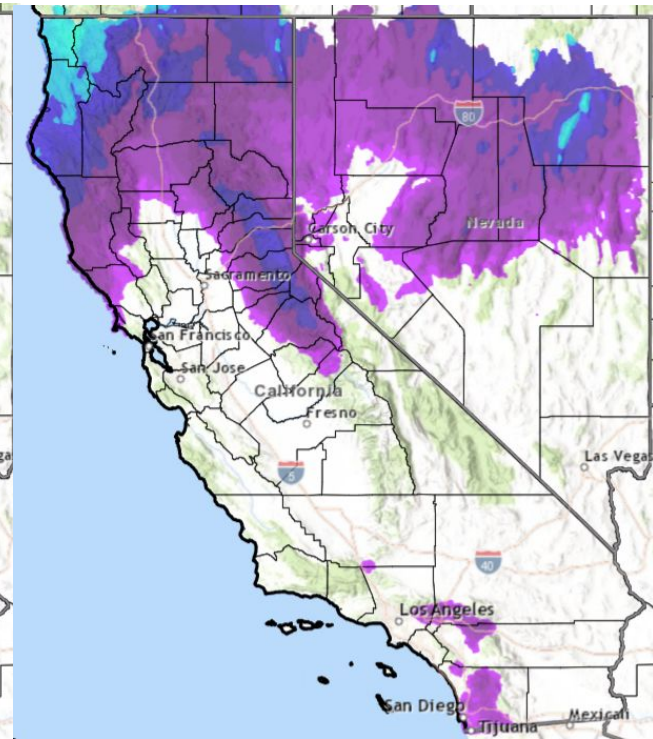 80
Nevada
Carson City
Sacramento
San Francisco
San Jose
California
Fresno
5
Las Vegas
40
Los Angeles
San Diego
Tijuana
Mexicali